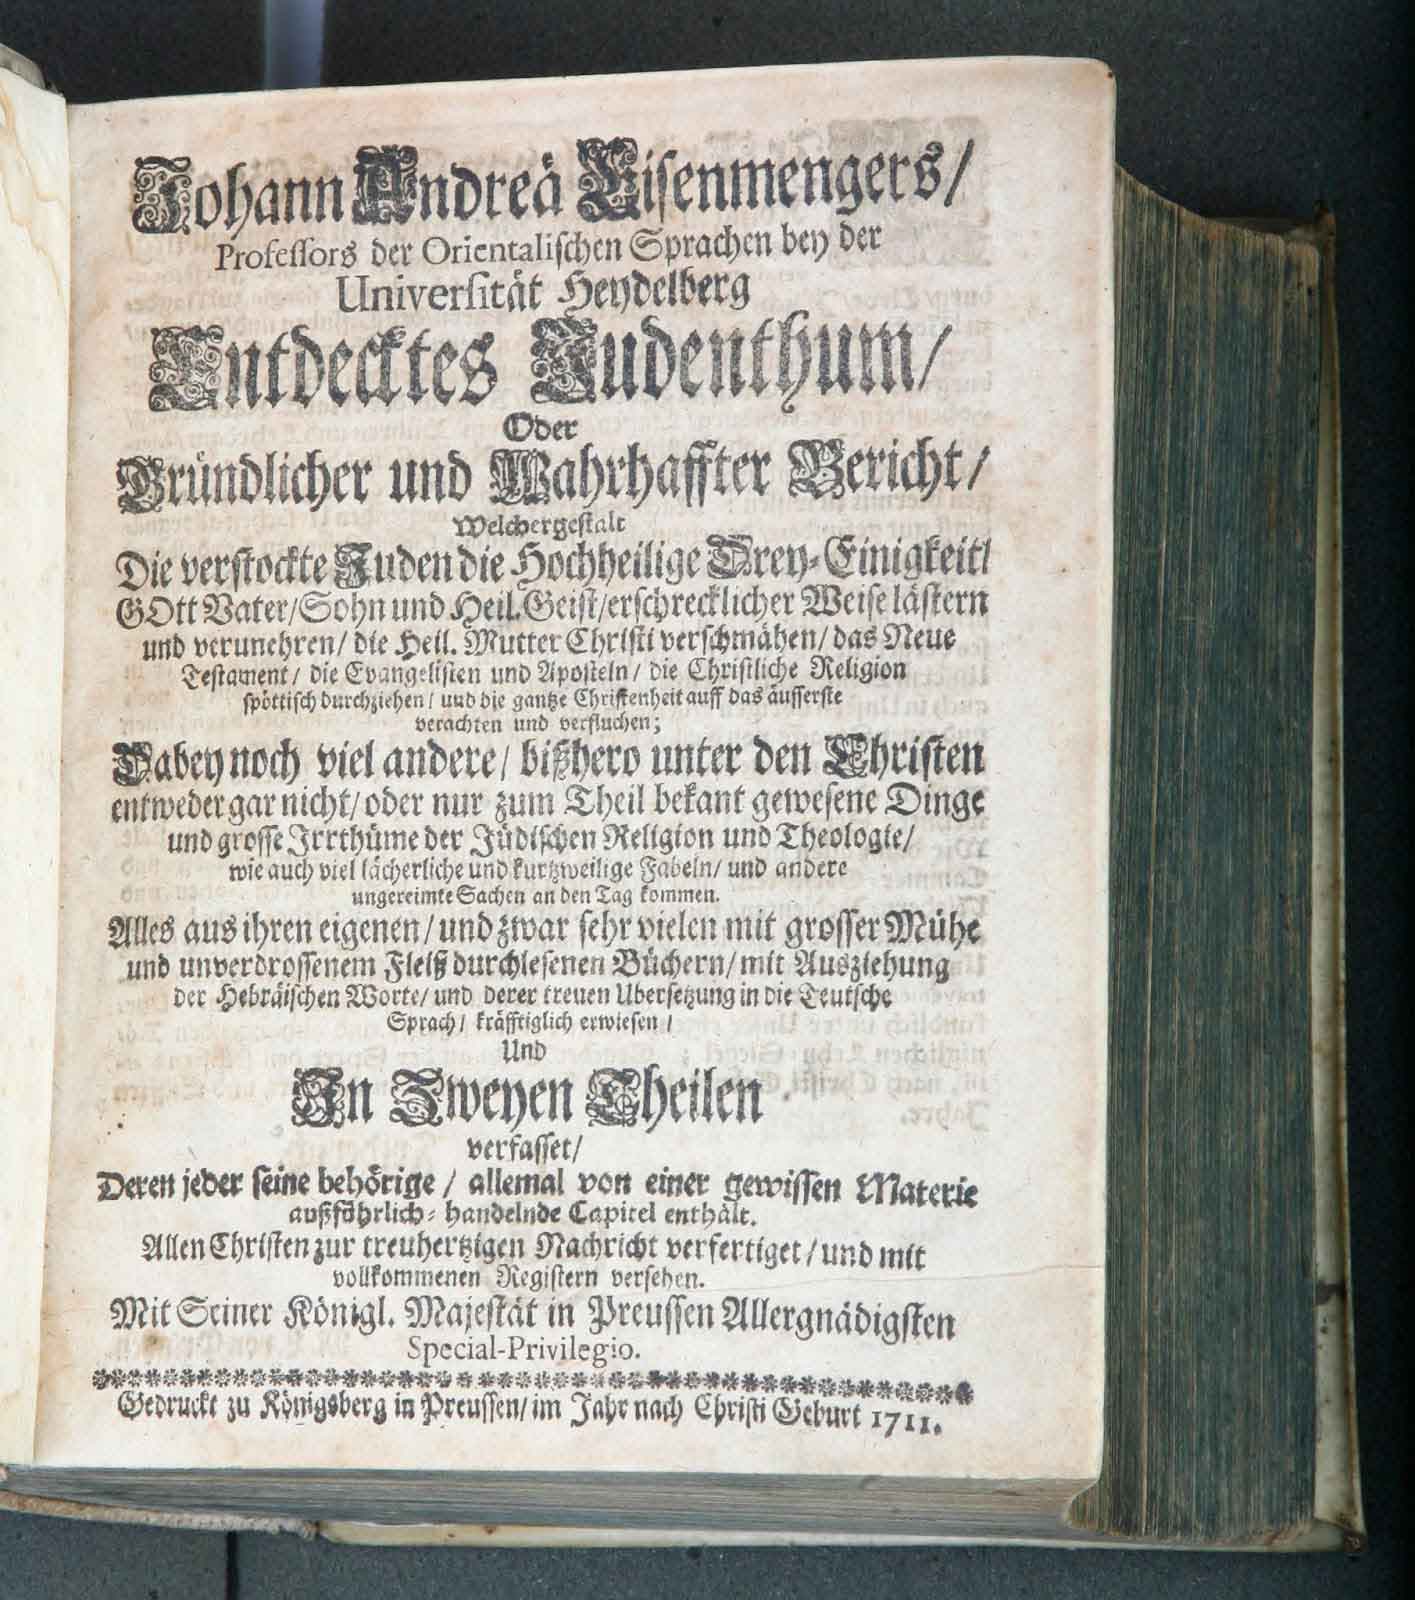 Johann Andreä Eisenmengers/
Professors der Orientalischen Sprachen bey der
Universität Heydelberg
Entdecktes Judenthum/
Oder
Gründlicher und Wahrhaffter Bericht/
Welchergestalt
Die verstockte Juden die Hochheilige Drey-Einigkeit/
GOtt Vater/ Sohn und Heil. Geist/ erschrecklicher Weise lästern
und verunehren/ die Heil. Mutter Christi verschmähen/ das Neue
Testament/ die Evangelisten und Aposteln/ die Christliche Religion
spöttisch durchziehen/ und die gantze Christenheit auff das äusserste
verachten und verfluchen;
Dabey noch viel andere/ bißhero unter den Christen
entweder gar nicht/ oder nur zum Theil bekant gewesene Dinge
und grosse Irrthüme der Jüdischen Religion und Theologie/
wie auch viel lächerliche und kurtzweilige Fabeln/ und andere
ungereimte Sachen an den Tag kommen.
Alles aus ihren eigenen/ und zwar sehr vielen mit grosser Mühe
und unverdrossenem Fleiß durchlesenen Büchern/ mit Ausziehung
der Hebräischen Worte/ und derer treuen Ubersetzung in die Teutsche
Sprach/ kräfftiglich erwiesen/
Und
In Zweyen Theilen
verfasset/
Deren jeder seine behörige/ allemal von einer gewissen Materie
außführlich-handelnde Capitel enthält.
Allen Christen zur treuhertzigen Nachricht verfertiget/ und mit
vollkommenen Registern versehen.
Mit Seiner Königl. Majestät in Preussen Allergnädigsten
Special-Privilegio.
Gedruckt zu Königsberg in Preussen/ im Jahr nach Christi Geburt 1711.